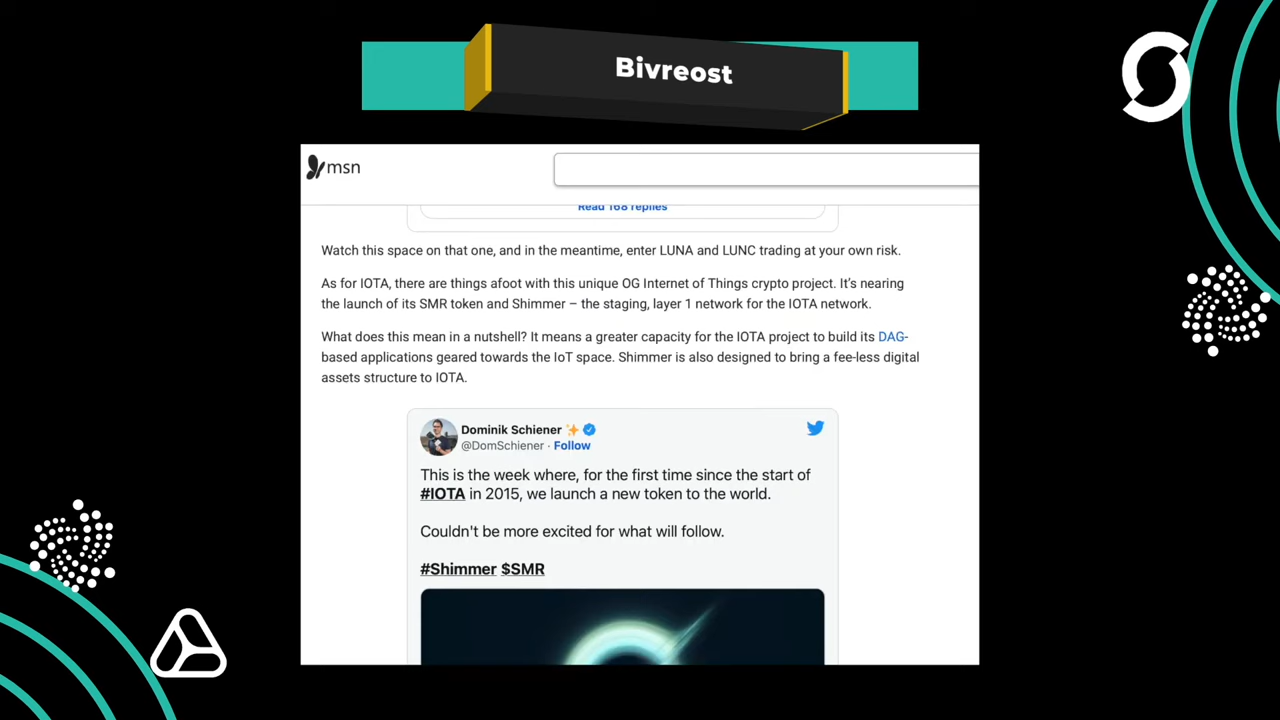 Bivreost
msn
Read 168 replies
Watch this space on that one, and in the meantime, enter LUNA and LUNC trading at your own risk.
As for IOTA, there are things afoot with this unique OG Internet of Things crypto project. It’s nearing
the launch of its SMR token and Shimmer – the staging, layer 1 network for the IOTA network.
What does this mean in a nutshell? It means a greater capacity for the IOTA project to build its DAG-
based applications geared towards the IoT space. Shimmer is also designed to bring a fee-less digital
assets structure to IOTA.
Dominik Schiener
@DomSchiener · Follow
This is the week where, for the first time since the start of
#IOTA in 2015, we launch a new token to the world.
Couldn't be more excited for what will follow.
#Shimmer $SMR